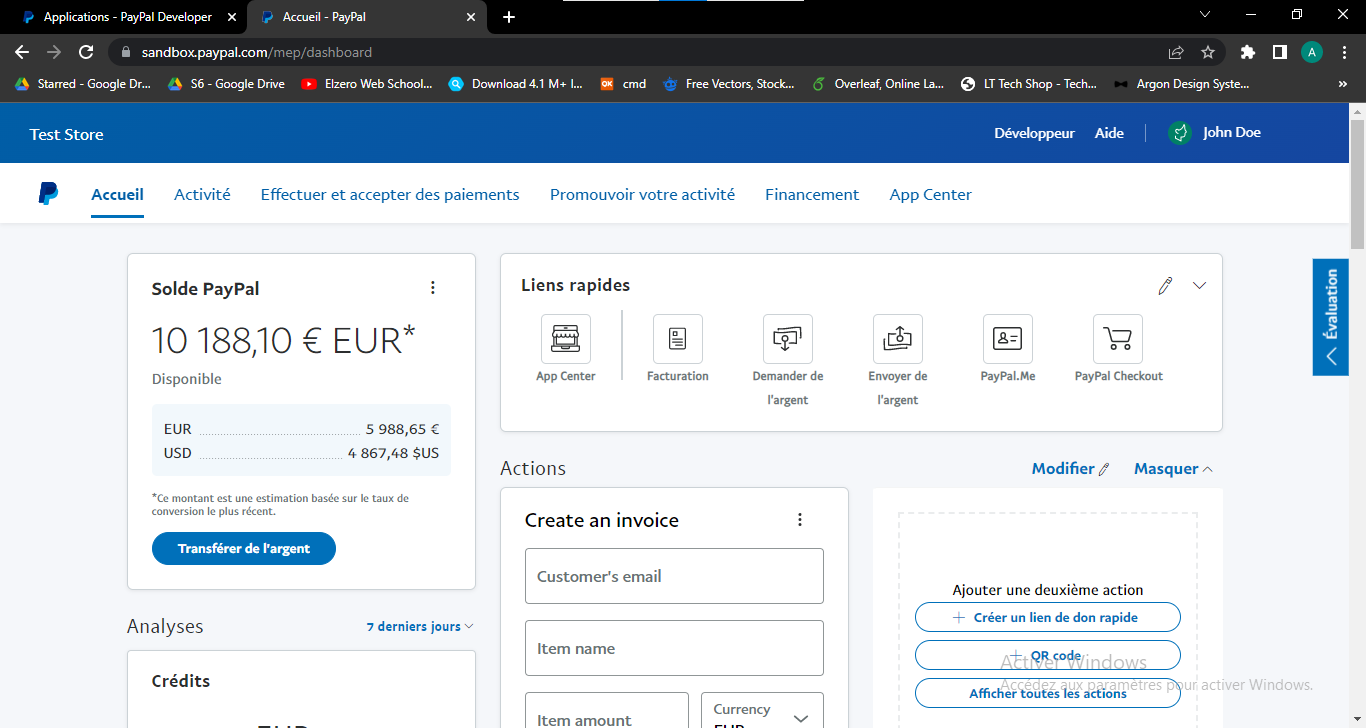 Applications - PayPal Developer
Accueil - PayPal
sandbox.paypal.com/mep/dashboard
A
Starred - Google Dr...
S6 - Google Drive
Elzero Web School...
Download 4.1 M+ I...
cmd
Free Vectors, Stock...
Overleaf, Online La...
LT Tech Shop - Tech...
Argon Design Syste...
»
Test Store
Développeur
Aide
John Doe
Accueil
Activité
Effectuer et accepter des paiements
Promouvoir votre activité
Financement
App Center
Solde PayPal
10 188,10 € EUR*
Disponible
EUR 5 988,65 €
USD 4 867,48 $US
*Ce montant est une estimation basée sur le taux de
conversion le plus récent.
Transférer de l'argent
Analyses
7 derniers jours
Crédits
Liens rapides
App Center
Facturation
Demander de
l'argent
Envoyer de
l'argent
PayPal.Me
PayPal Checkout
Évaluation
Actions
Modifier
Masquer
Create an invoice
Customer's email
Item name
Item amount
Currency
EUR
Ajouter une deuxième action
Créer un lien de don rapide
QR code
Afficher toutes les actions
Activer Windows
Accédez aux paramètres pour activer Windows.